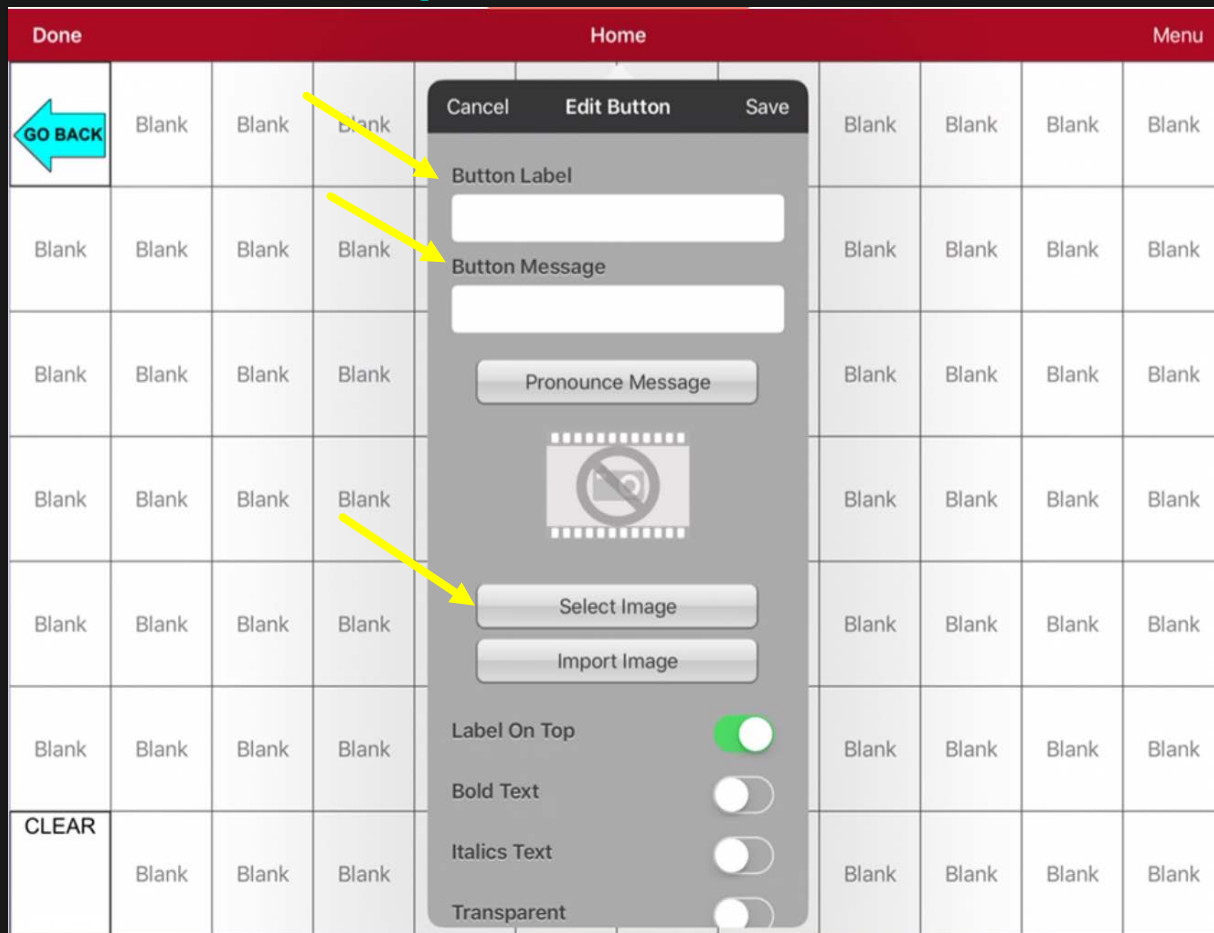 Done Home Menu
Cancel Edit Button Save
GO BACK Blank Blank Blank Blank Blank Blank Blank
Button Label
Blank Blank Blank Blank Blank Blank Blank Blank
Button Message
Blank Blank Blank Blank Blank Blank Blank Blank
Pronounce Message
Blank Blank Blank Blank Blank Blank Blank Blank
Blank Blank Blank Blank Blank Blank Blank Blank
Select Image
Import Image
Label On Top
Blank Blank Blank Blank Blank Blank Blank Blank
Bold Text
CLEAR
Italics Text
Blank Blank Blank Blank Blank Blank Blank
Transparent